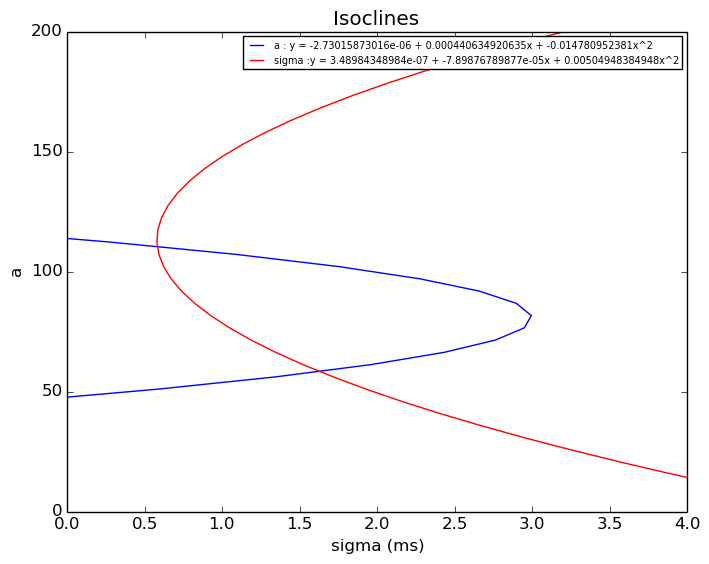 Isoclines
a : y = -2.73015873016e-06 + 0.000440634920635x + -0.014780952381x^2
sigma :y = 3.48984348984e-07 + -7.89876789877e-05x + 0.00504948384948x^2
200
150
100
50
0
a
0.0 0.5 1.0 1.5 2.0 2.5 3.0 3.5 4.0
sigma (ms)